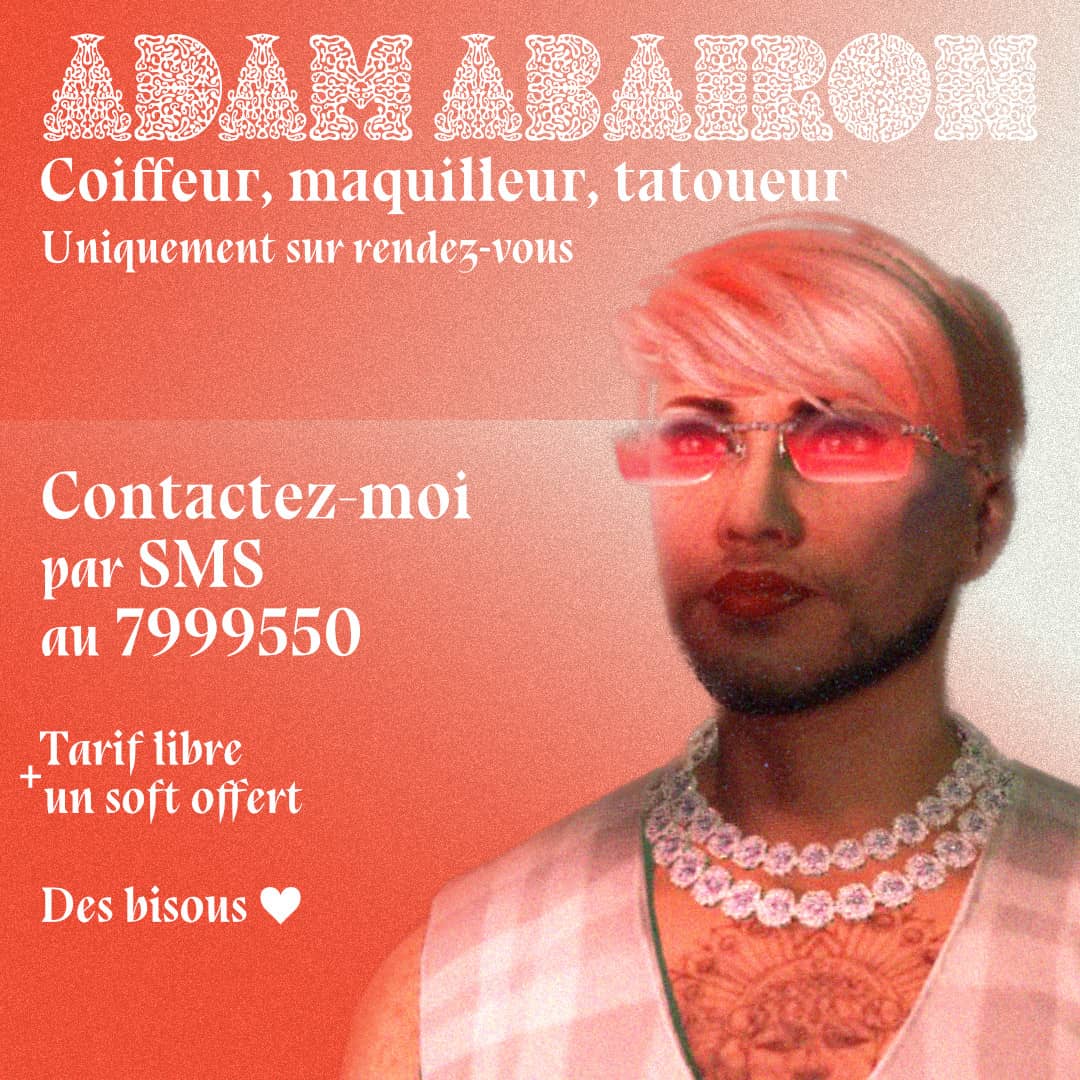 ADAM ABAIRON
Coiffeur, maquilleur, tatoueur
Uniquement sur rendez-vous
Contactez-moi
par SMS
au 7999550
Tarif libre
+
un soft offert
Des bisous ♥